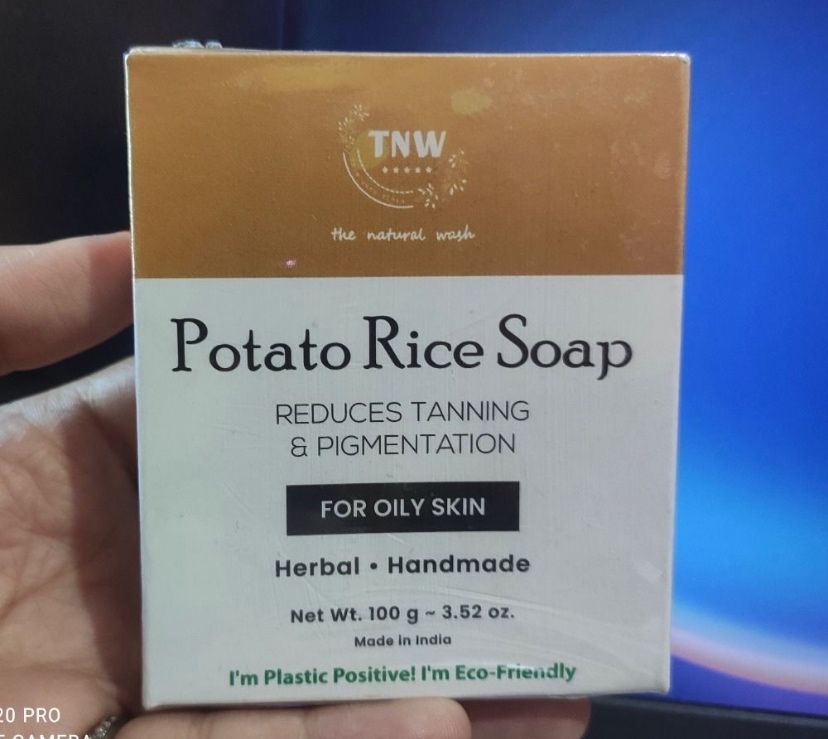 TNW
the natural wash
Potato Rice Soap
REDUCES TANNING
& PIGMENTATION
FOR OILY SKIN
Herbal • Handmade
Net Wt. 100 g ~ 3.52 oz.
Made in India
I'm Plastic Positive! I'm Eco-Friendly
20 PRO
CAMERA